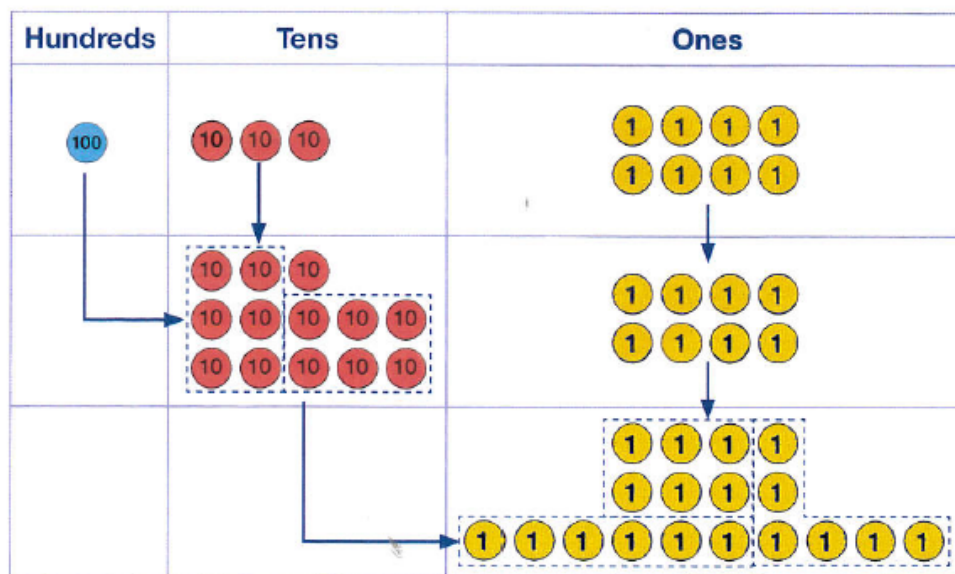 Hundreds Tens Ones
100 10 10 10 1 1 1 1
1 1 1 1
10 10 10 1 1 1 1
10 10 10 10 10 1 1 1 1
10 10 10 10 10
1 1 1 1
1 1 1 1
1 1 1 1 1 1 1 1 1 1